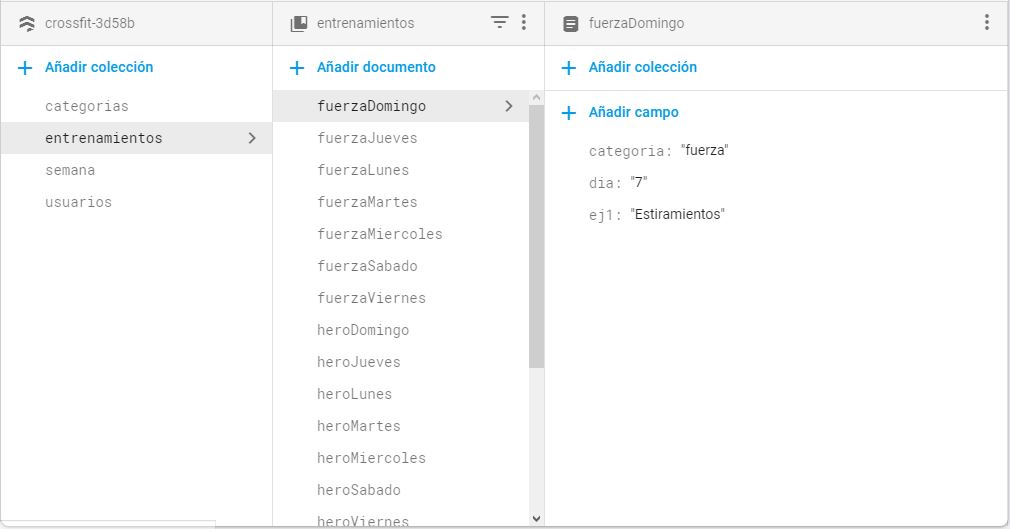 crossfit-3d58b
Añadir colección
categorias
entrenamientos
semana
usuarios
entrenamientos
Añadir documento
fuerzaDomingo
fuerzaJueves
fuerzaLunes
fuerzaMartes
fuerzaMiercoles
fuerzaSabado
fuerzaViernes
heroDomingo
heroJueves
heroLunes
heroMartes
heroMiercoles
heroSabado
heroViernes
fuerzaDomingo
Añadir colección
Añadir campo
categoria: "fuerza"
dia: "7"
ej1: "Estiramientos"